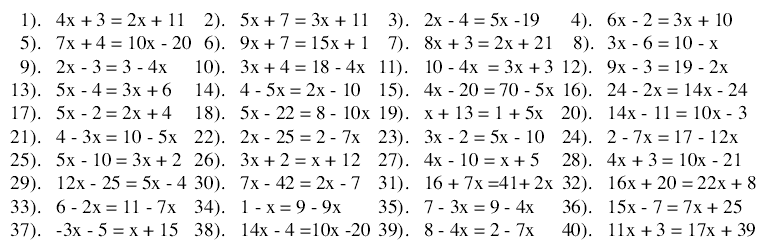 1). 4x + 3 = 2x + 11 2). 5x + 7 = 3x + 11 3). 2x - 4 = 5x -19 4). 6x - 2 = 3x + 10
5). 7x + 4 = 10x - 20 6). 9x + 7 = 15x + 1 7). 8x + 3 = 2x + 21 8). 3x - 6 = 10 - x
9). 2x - 3 = 3 - 4x 10). 3x + 4 = 18 - 4x 11). 10 - 4x = 3x + 3 12). 9x - 3 = 19 - 2x
13). 5x - 4 = 3x + 6 14). 4 - 5x = 2x - 10 15). 4x - 20 = 70 - 5x 16). 24 - 2x = 14x - 24
17). 5x - 2 = 2x + 4 18). 5x - 22 = 8 - 10x 19). x + 13 = 1 + 5x 20). 14x - 11 = 10x - 3
21). 4 - 3x = 10 - 5x 22). 2x - 25 = 2 - 7x 23). 3x - 2 = 5x - 10 24). 2 - 7x = 17 - 12x
25). 5x - 10 = 3x + 2 26). 3x + 2 = x + 12 27). 4x - 10 = x + 5 28). 4x + 3 = 10x - 21
29). 12x - 25 = 5x - 4 30). 7x - 42 = 2x - 7 31). 16 + 7x =41+ 2x 32). 16x + 20 = 22x + 8
33). 6 - 2x = 11 - 7x 34). 1 - x = 9 - 9x 35). 7 - 3x = 9 - 4x 36). 15x - 7 = 7x + 25
37). -3x - 5 = x + 15 38). 14x - 4 =10x -20 39). 8 - 4x = 2 - 7x 40). 11x + 3 = 17x + 39